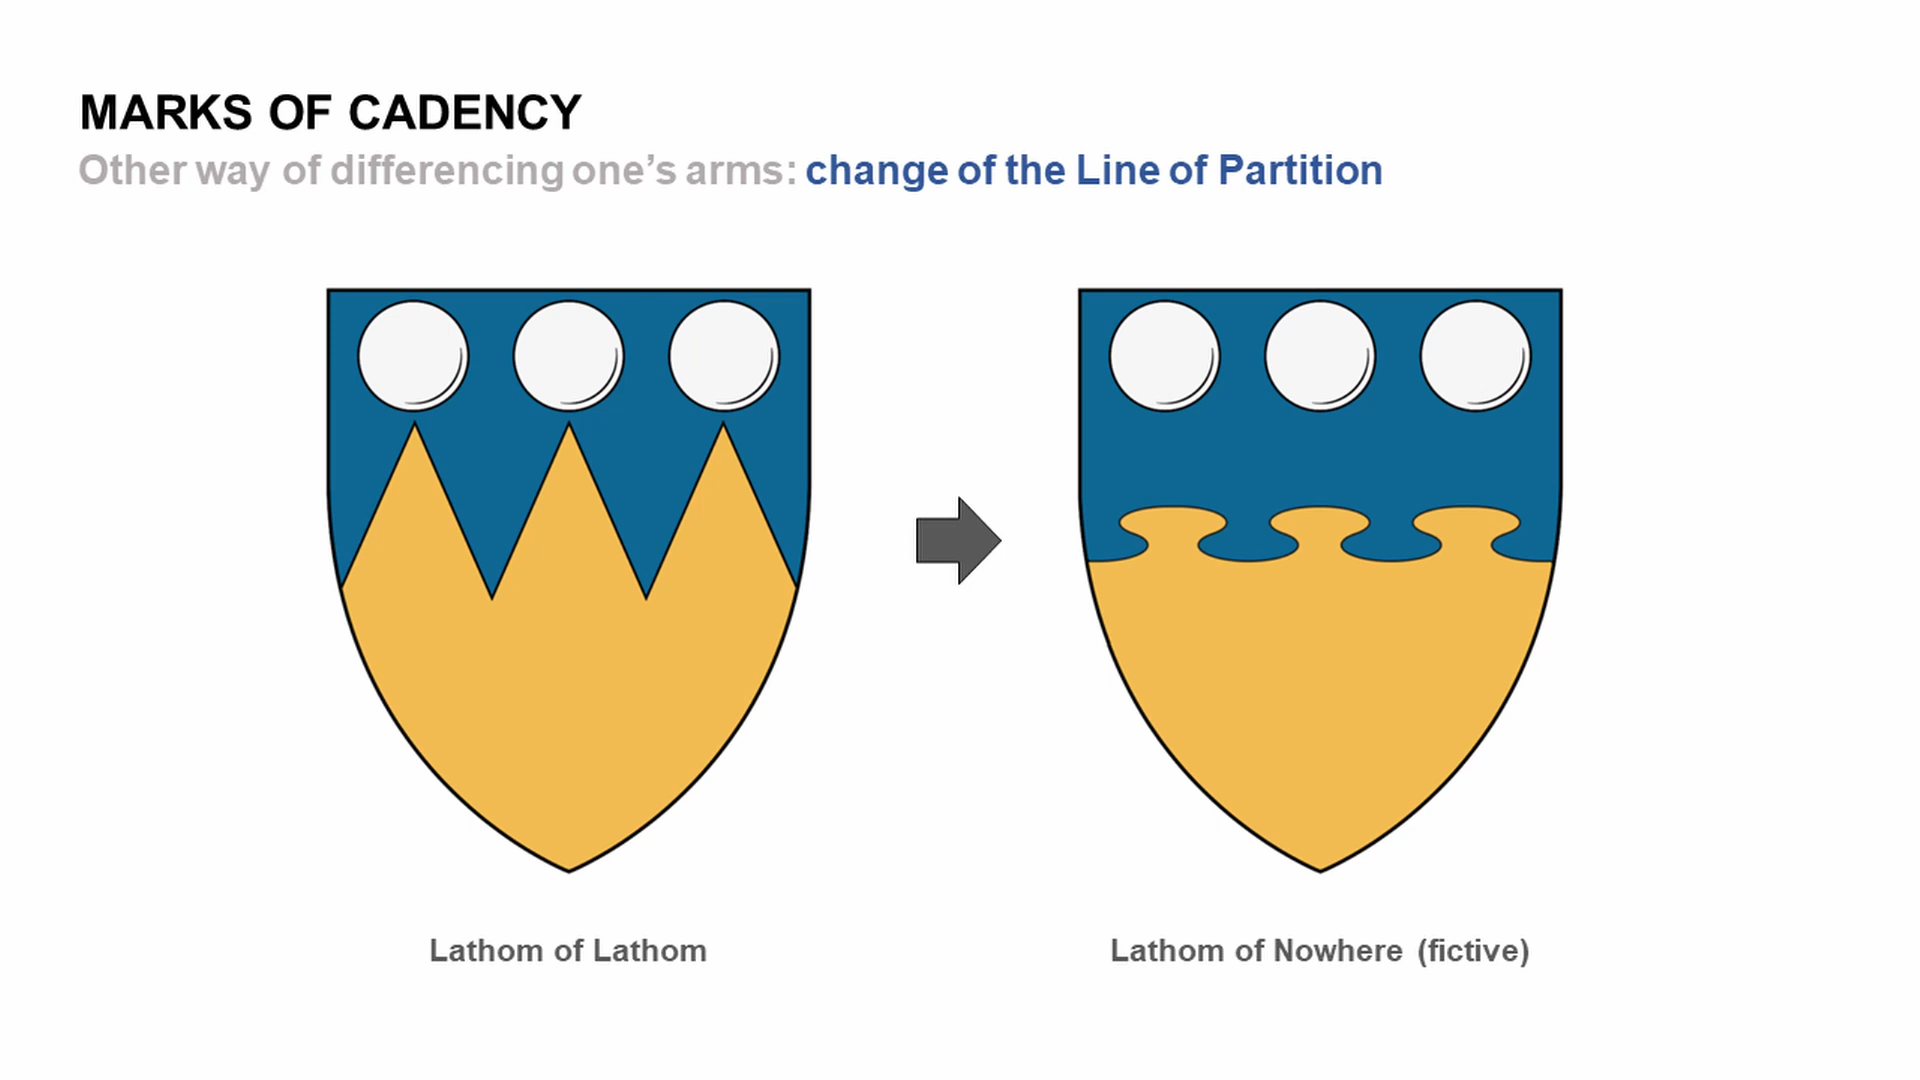 MARKS OF CADENCY
Other way of differencing one’s arms: change of the Line of Partition
Lathom of Lathom
Lathom of Nowhere (fictive)